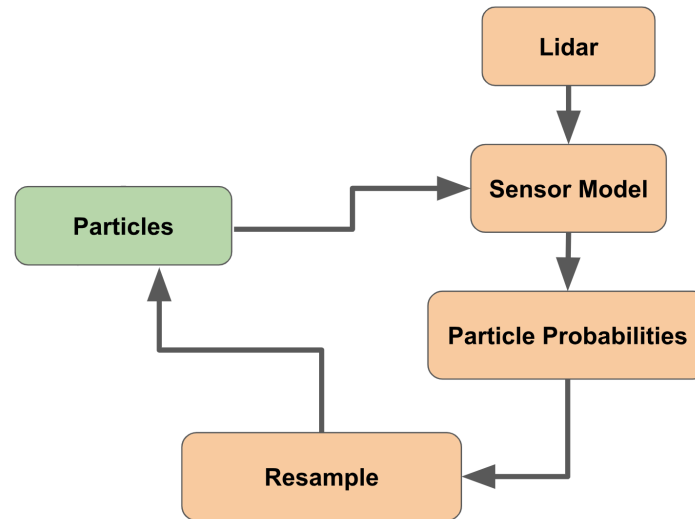 Lidar
Sensor Model
Particles
Particle Probabilities
Resample